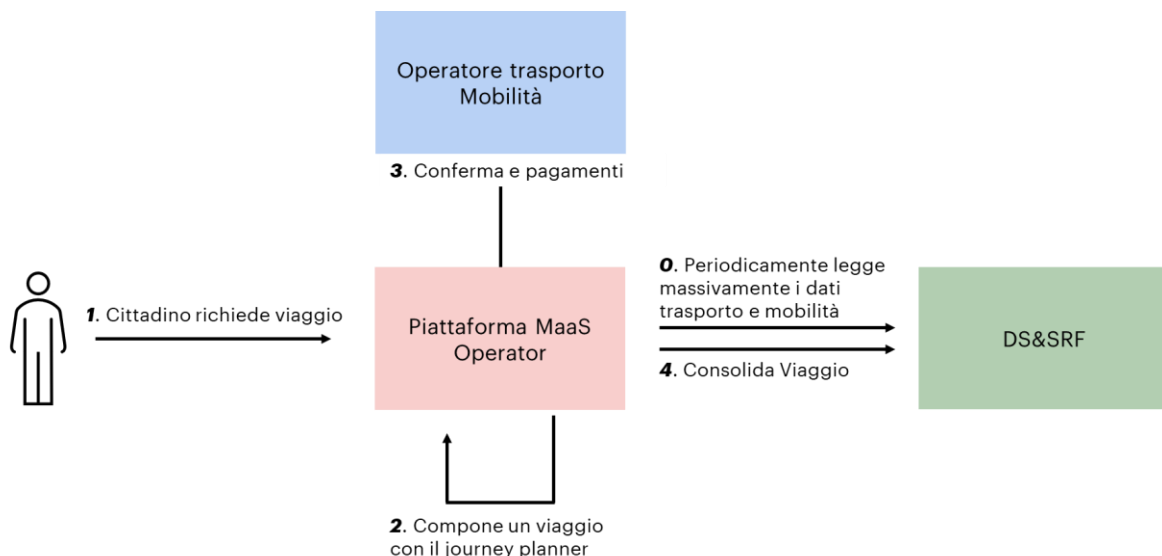 Operatore trasporto
Mobilità
3. Conferma e pagamenti
0. Periodicamente legge
massivamente i dati
trasporto e mobilità
1. Cittadino richiede viaggio
Piattaforma MaaS
Operator
DS&SRF
4. Consolida Viaggio
2. Compone un viaggio
con il journey planner